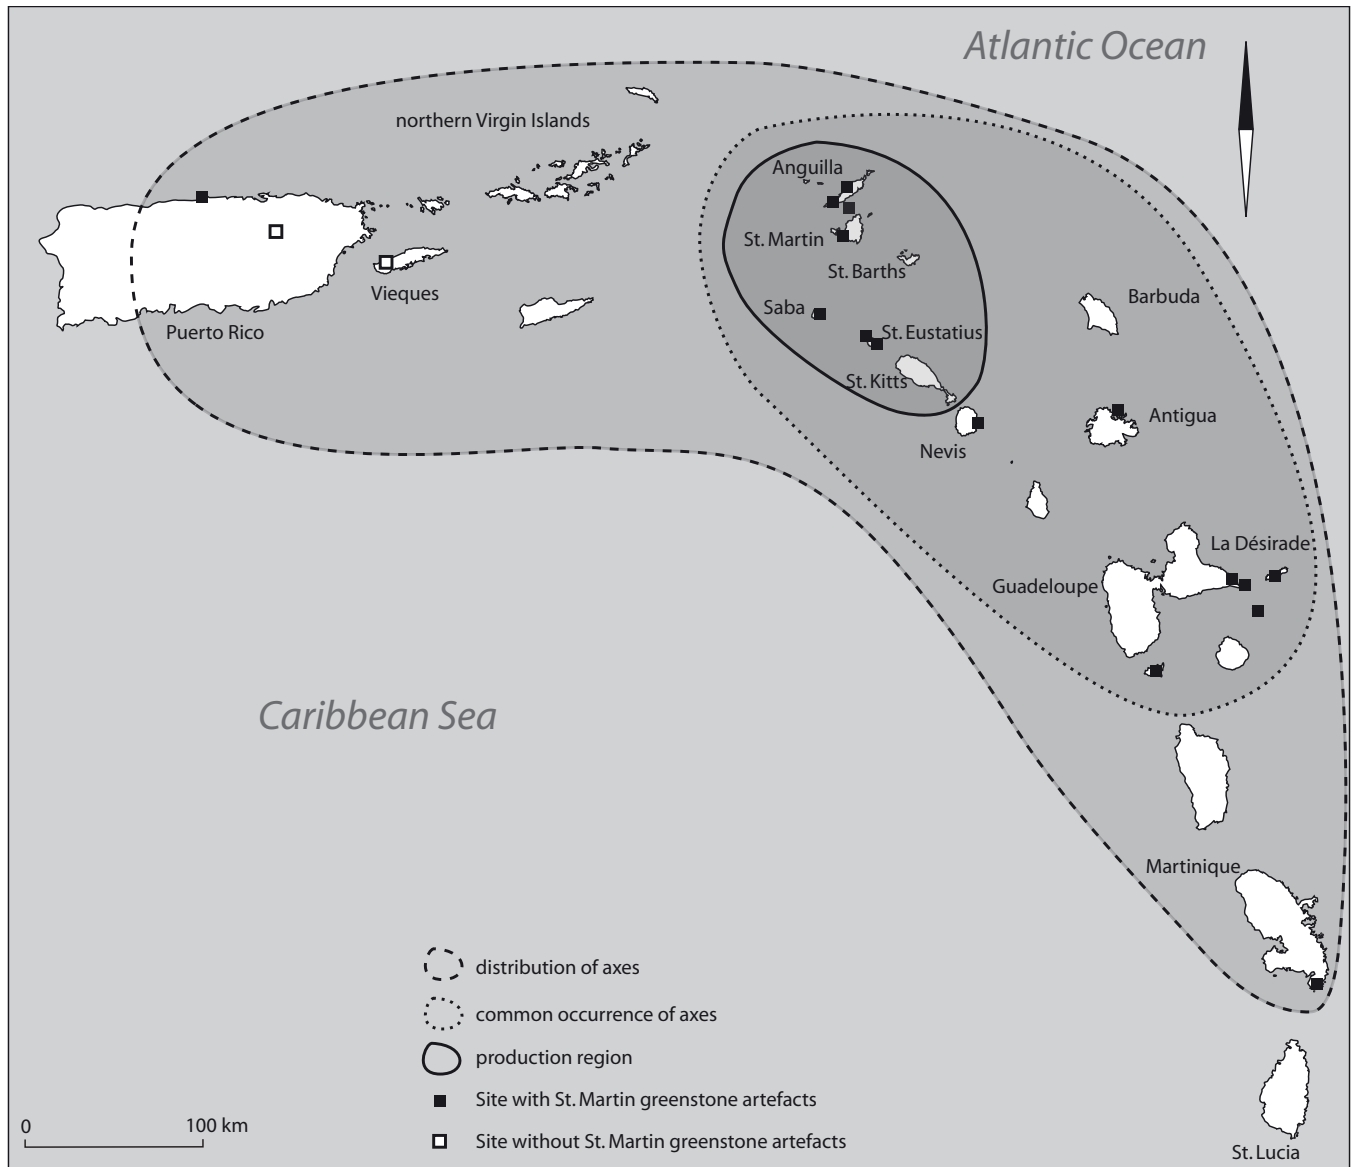 Atlantic Ocean
northern Virgin Islands
Anguilla
St. Martin
St. Barths
Vieques
Barbuda
Saba
Puerto Rico
St. Eustatius
St. Kitts
Antigua
Nevis
La Désirade
Guadeloupe
Caribbean Sea
Martinique
distribution of axes
common occurrence of axes
production region
Site with St. Martin greenstone artefacts
0 100 km
Site without St. Martin greenstone artefacts
St. Lucia